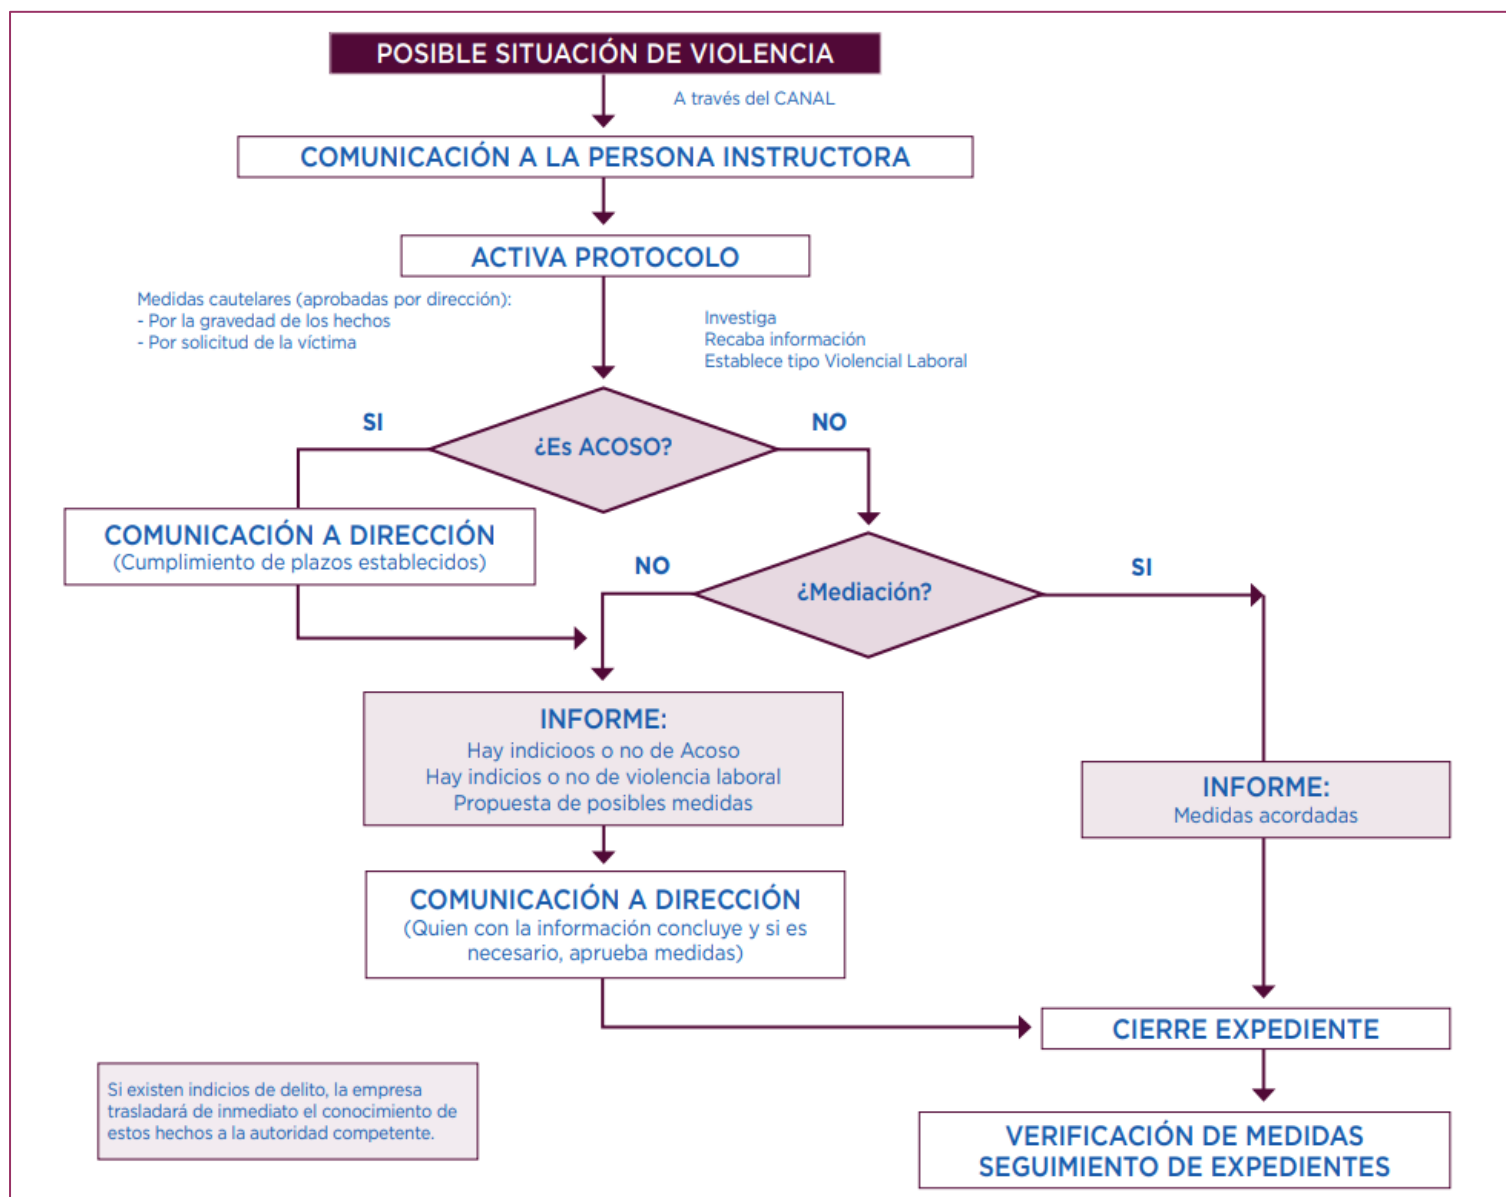 POSIBLE SITUACIÓN DE VIOLENCIA
A través del CANAL
COMUNICACIÓN A LA PERSONA INSTRUCTORA
ACTIVA PROTOCOLO
Medidas cautelares (aprobadas por dirección):
- Por la gravedad de los hechos
- Por solicitud de la víctima
Investiga
Recaba información
Establece tipo Violencial Laboral
SI
NO
¿Es ACOSO?
COMUNICACIÓN A DIRECCIÓN
(Cumplimiento de plazos establecidos)
NO
SI
¿Mediación?
INFORME:
Hay indicioos o no de Acoso
Hay indicios o no de violencia laboral
Propuesta de posibles medidas
INFORME:
Medidas acordadas
COMUNICACIÓN A DIRECCIÓN
(Quien con la información concluye y si es
necesario, aprueba medidas)
CIERRE EXPEDIENTE
Si existen indicios de delito, la empresa
trasladará de inmediato el conocimiento de
estos hechos a la autoridad competente.
VERIFICACIÓN DE MEDIDAS
SEGUIMIENTO DE EXPEDIENTES